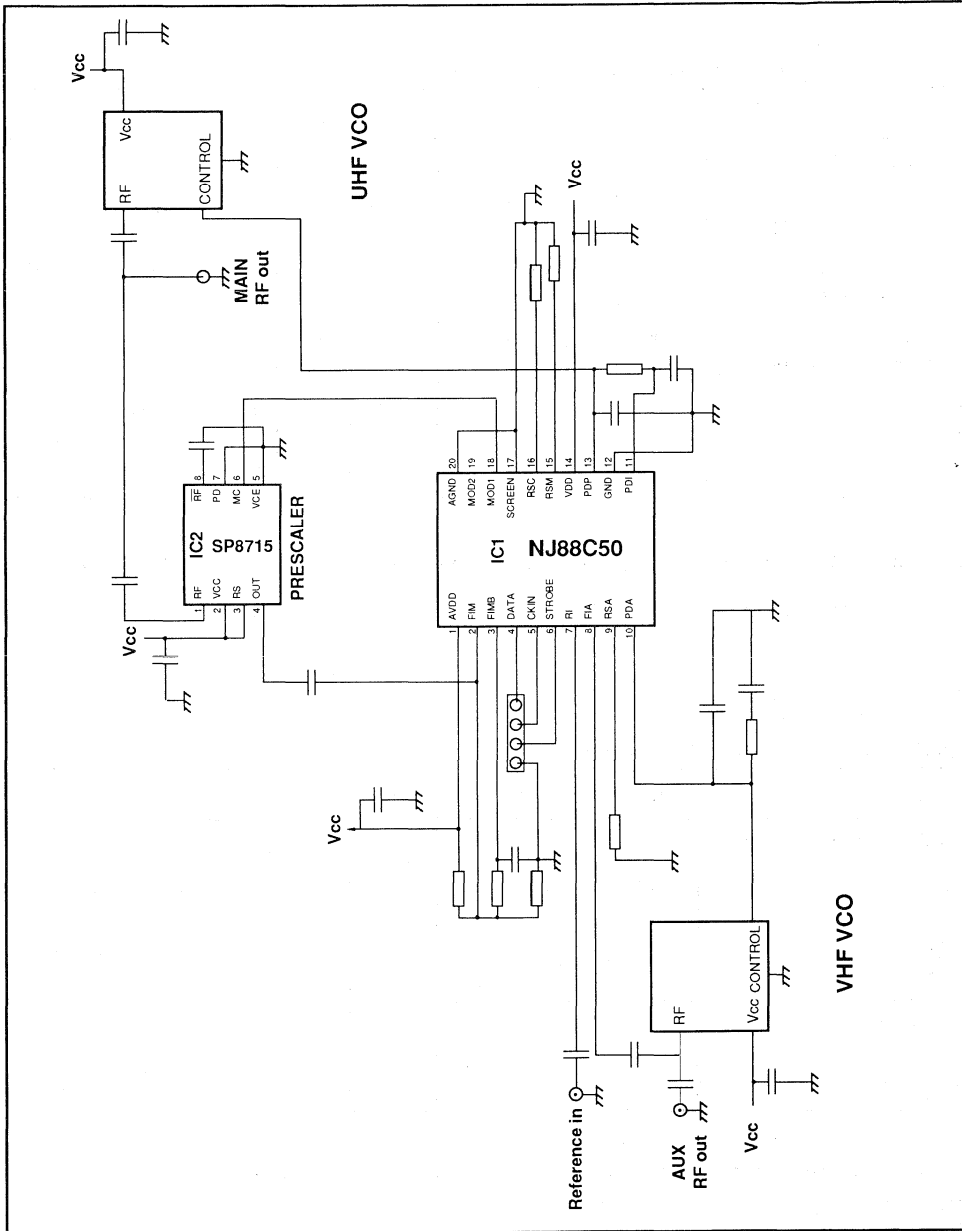 Vcc
RF
Vcc
CONTROL
UHF VCO
MAIN
RF out
8 RF
7 PD
6 MC
5 VCE
IC2 SP8715
1 RF
2 VCC
3 RS
4 OUT
PRESCALER
Vcc
Vcc
20 AGND
19 MOD2
18 MOD1
17 SCREEN
16 RSC
15 RSM
14 VDD
13 PDP
12 GND
11 PDI
IC1 NJ88C50
1 AVDD
2 FIM
3 FIMB
4 DATA
5 CKIN
6 STROBE
7 RI
8 FIA
9 RSA
10 PDA
Vcc
Reference in
AUX
RF out
RF
Vcc CONTROL
Vcc
VHF VCO